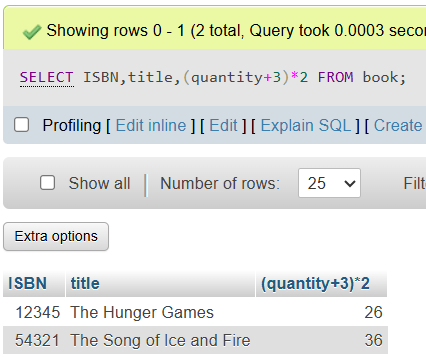 Showing rows 0 - 1 (2 total, Query took 0.0003
SELECT ISBN,title,(quantity+3)*2 FROM book;
Profiling [ Edit inline ] [ Edit ] [ Explain SQL ] [ Create
Show all Number of rows: 25
Extra options
ISBN title (quantity+3)*2
12345 The Hunger Games 26
54321 The Song of Ice and Fire 36